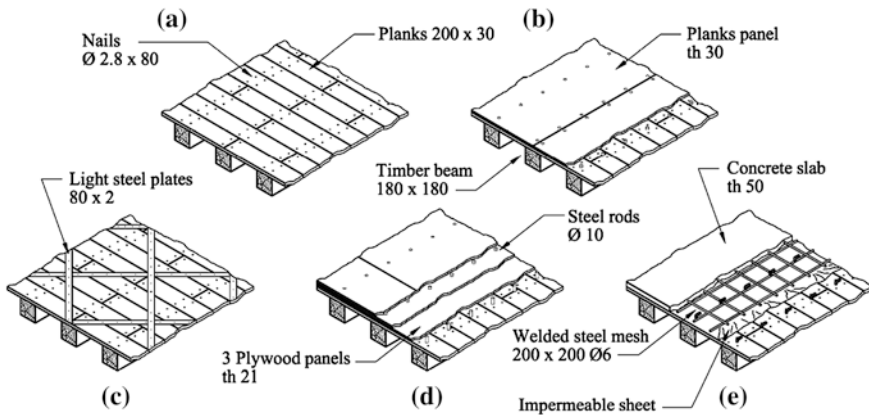 (a)
Nails
Ø 2.8 x 80
Planks 200 x 30
(b)
Planks panel
th 30
Timber beam
180 x 180
Light steel plates
80 x 2
(c)
Steel rods
Ø 10
3 Plywood panels
th 21
(d)
Concrete slab
th 50
Welded steel mesh
200 x 200 Ø6
Impermeable sheet
(e)